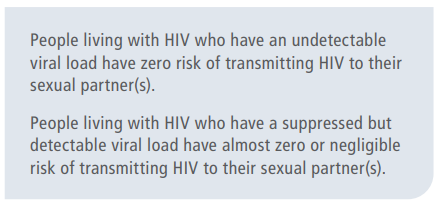 People living with HIV who have an undetectable
viral load have zero risk of transmitting HIV to their
sexual partner(s).
People living with HIV who have a suppressed but
detectable viral load have almost zero or negligible
risk of transmitting HIV to their sexual partner(s).